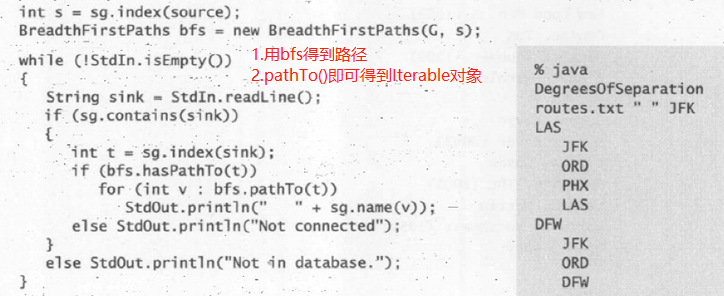 int s = sg.index(source);
BreadthFirstPaths bfs = new BreadthFirstPaths(G, s);
while (!StdIn.isEmpty())
{
String sink = StdIn.readLine();
if (sg.contains(sink))
{
int t = sg.index(sink);
if (bfs.hasPathTo(t))
for (int v : bfs.pathTo(t))
StdOut.println("   " + sg.name(v));
else StdOut.println("Not connected");
}
else StdOut.println("Not in database.");
}
1.用bfs得到路径
2.pathTo()即可得到Iterable对象
% java
DegreesOfSeparation
routes.txt " " JFK
LAS
JFK
ORD
PHX
LAS
DFW
JFK
ORD
DFW